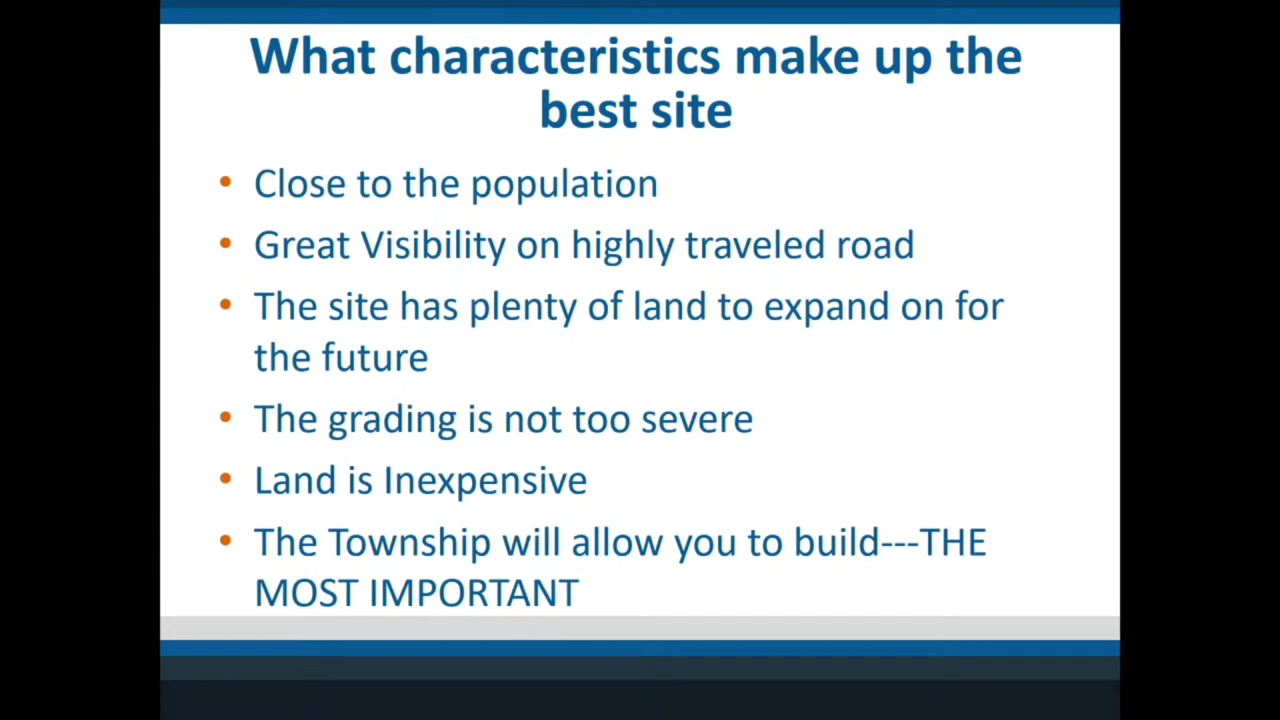 What characteristics make up the
best site
• Close to the population
• Great Visibility on highly traveled road
• The site has plenty of land to expand on for
the future
• The grading is not too severe
• Land is Inexpensive
• The Township will allow you to build---THE
MOST IMPORTANT